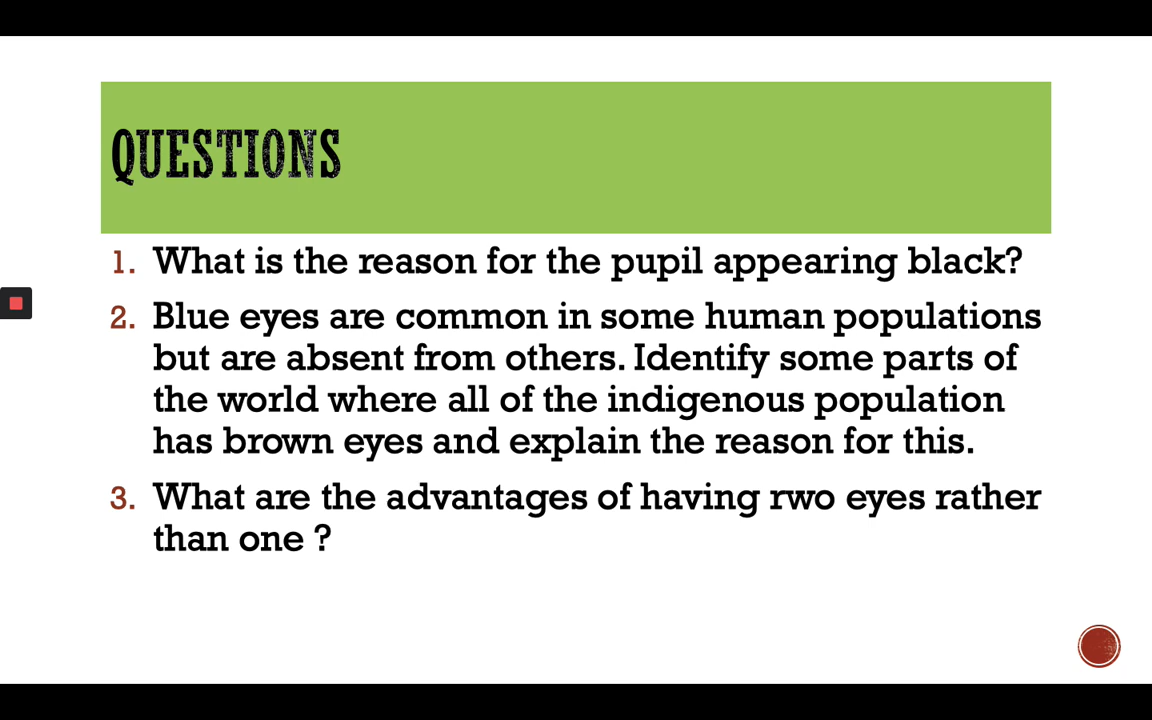 QUESTIONS
1. What is the reason for the pupil appearing black?
2. Blue eyes are common in some human populations
but are absent from others. Identify some parts of
the world where all of the indigenous population
has brown eyes and explain the reason for this.
3. What are the advantages of having rwo eyes rather
than one ?